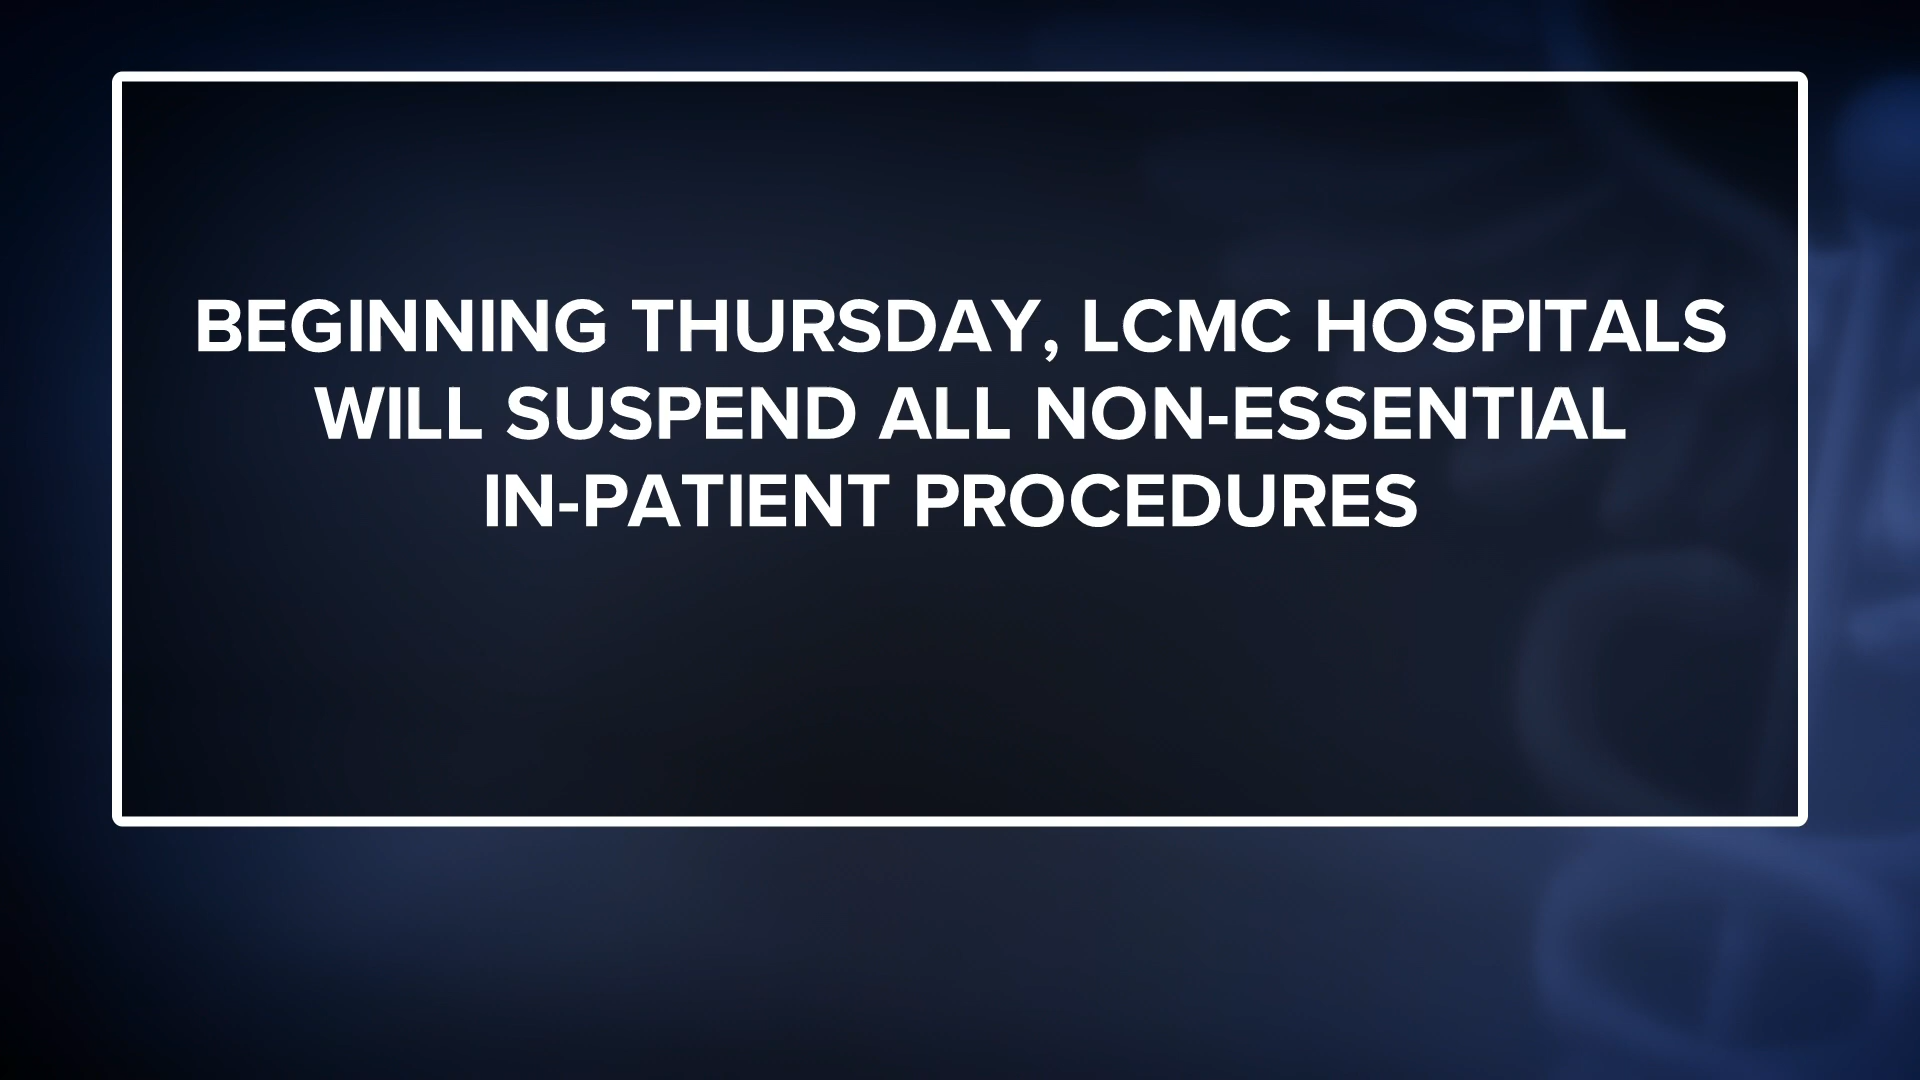 BEGINNING THURSDAY, LCMC HOSPITALS
WILL SUSPEND ALL NON-ESSENTIAL
IN-PATIENT PROCEDURES